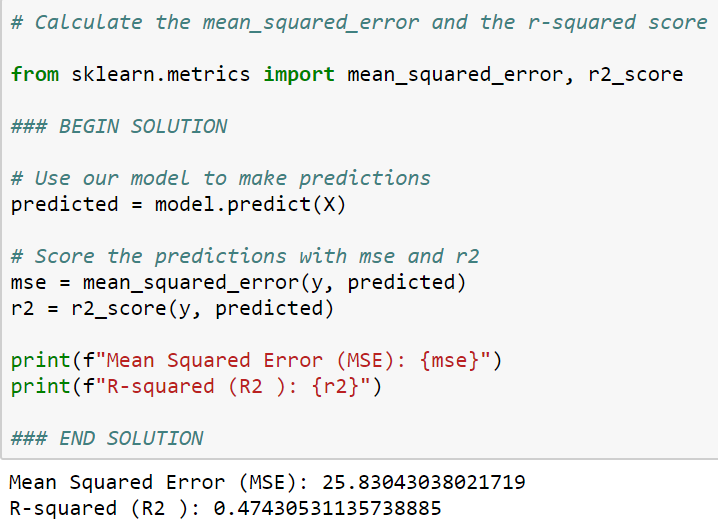 # Calculate the mean_squared_error and the r-squared score
from sklearn.metrics import mean_squared_error, r2_score
### BEGIN SOLUTION
# Use our model to make predictions
predicted = model.predict(X)
# Score the predictions with mse and r2
mse = mean_squared_error(y, predicted)
r2 = r2_score(y, predicted)
print(f"Mean Squared Error (MSE): {mse}")
print(f"R-squared (R2 ): {r2}")
### END SOLUTION
Mean Squared Error (MSE): 25.83043038021719
R-squared (R2 ): 0.47430531135738885